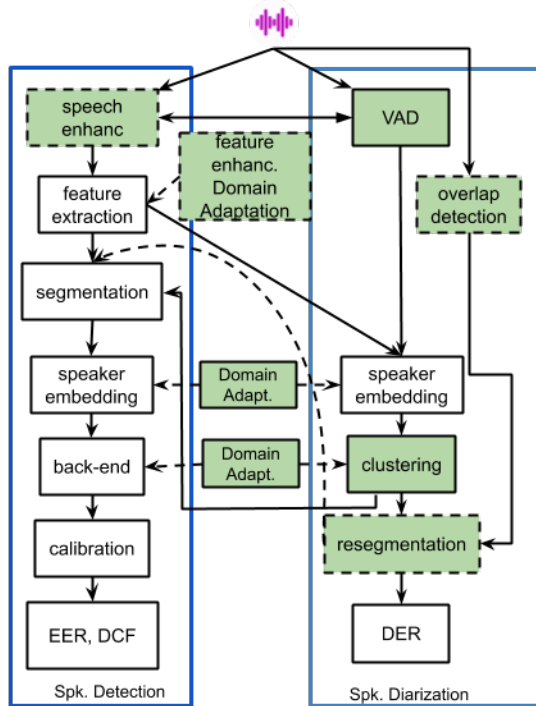 speech
enhanc
VAD
feature
enhanc.
Domain
Adaptation
feature
extraction
overlap
detection
segmentation
speaker
embedding
Domain
Adapt.
speaker
embedding
back-end
Domain
Adapt.
clustering
calibration
resegmentation
EER, DCF
DER
Spk. Detection
Spk. Diarization